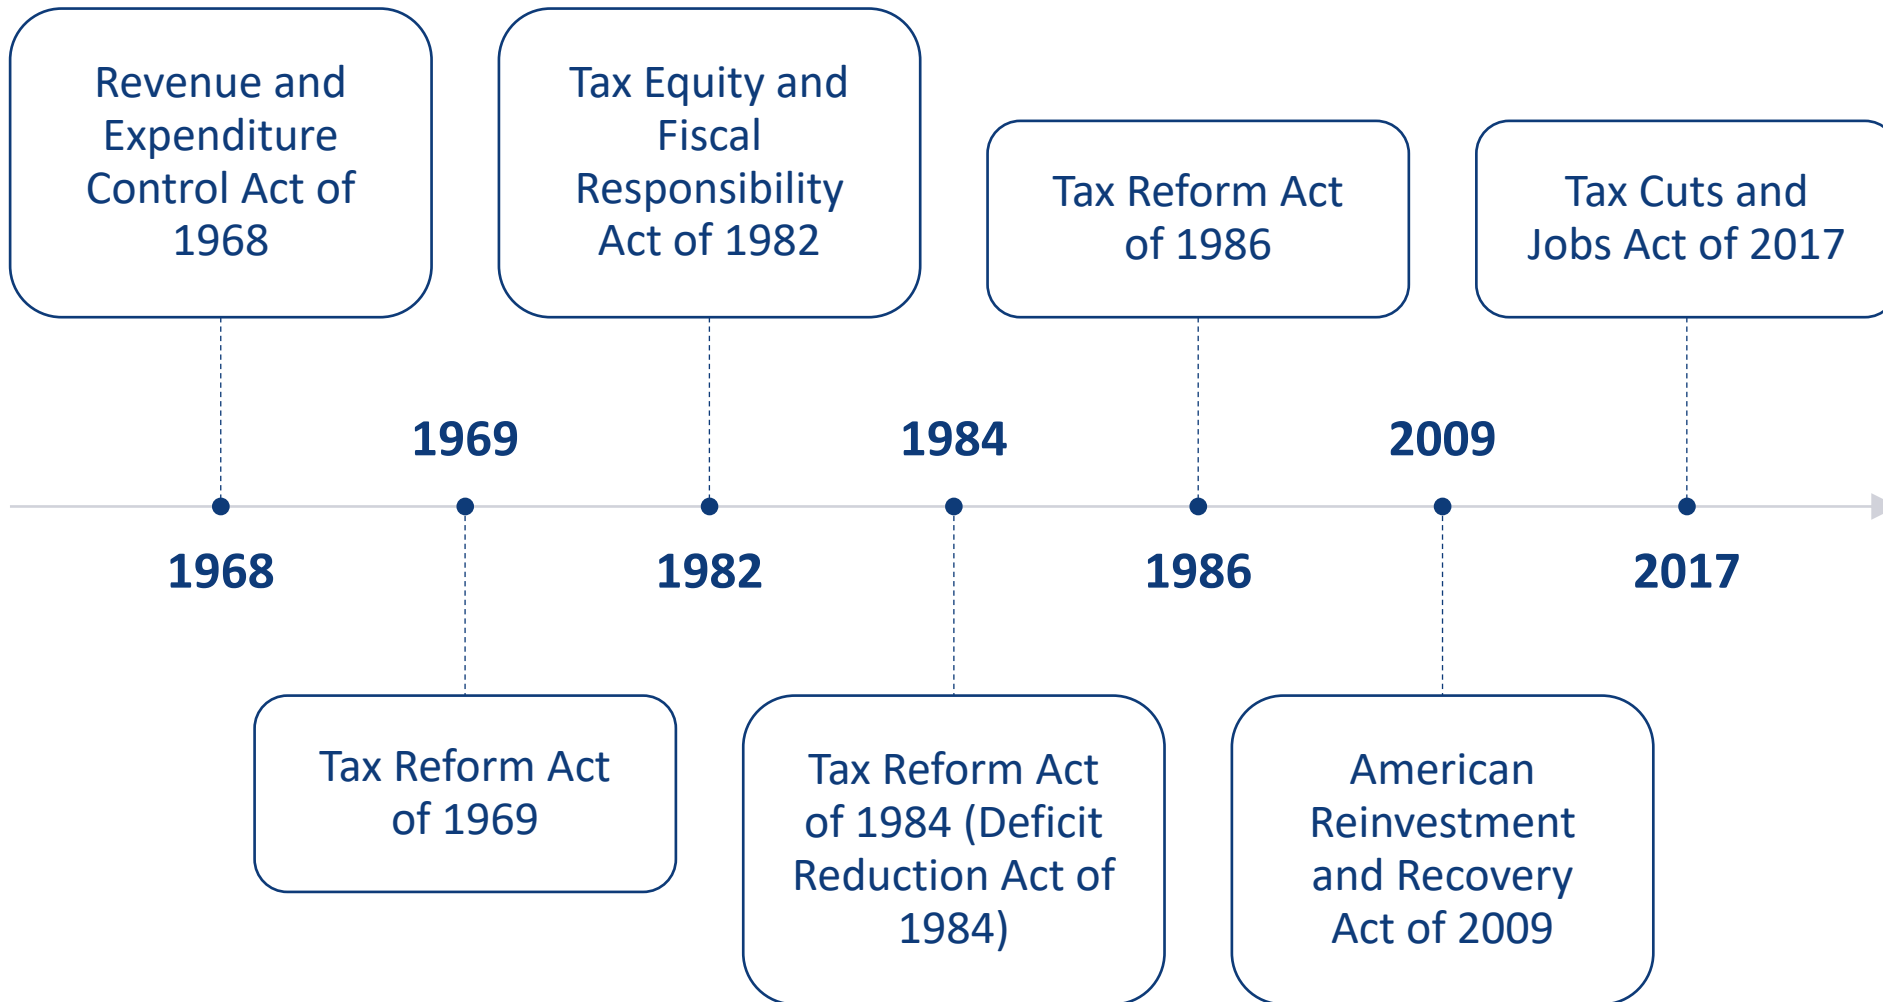 Revenue and
Expenditure
Control Act of
1968
Tax Equity and
Fiscal
Responsibility
Act of 1982
Tax Reform Act
of 1986
Tax Cuts and
Jobs Act of 2017
1969
1984
2009
1968
1982
1986
2017
Tax Reform Act
of 1969
Tax Reform Act
of 1984 (Deficit
Reduction Act of
1984)
American
Reinvestment
and Recovery
Act of 2009